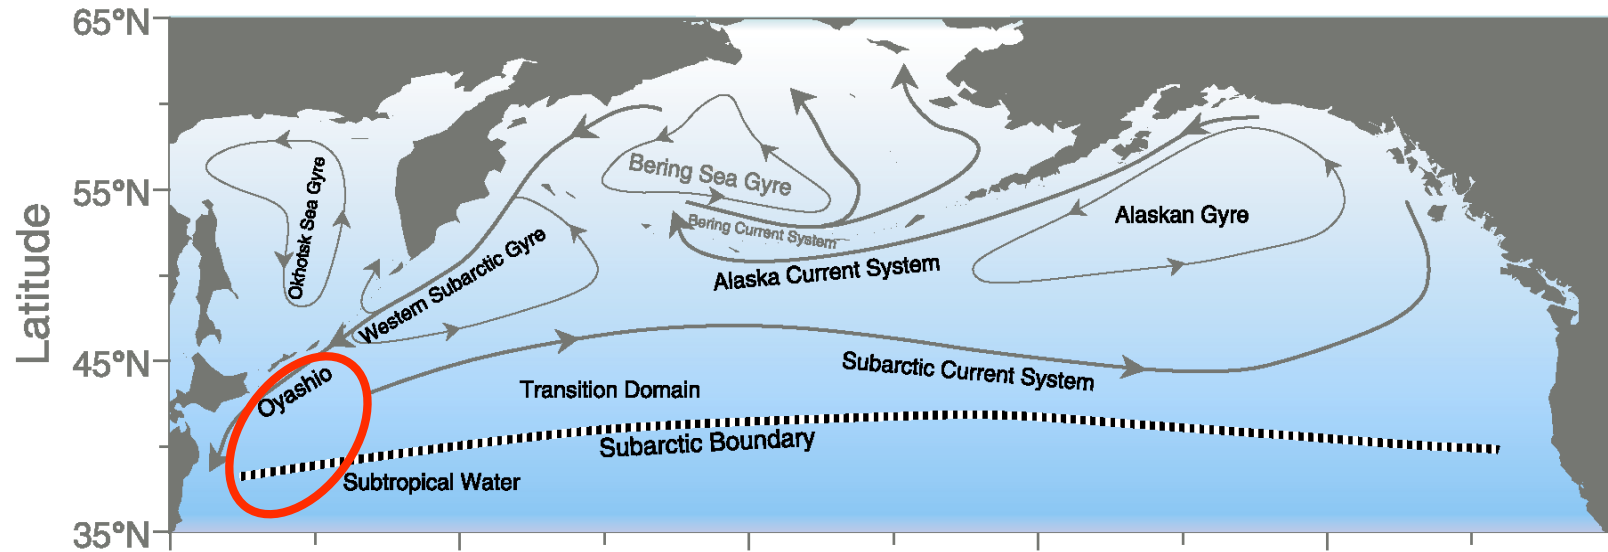 65°N
55°N
45°N
35°N
Latitude
Okhotsk Sea Gyre
Bering Sea Gyre
Bering Current System
Alaskan Gyre
Western Subarctic Gyre
Alaska Current System
Oyashio
Transition Domain
Subarctic Current System
Subarctic Boundary
Subtropical Water